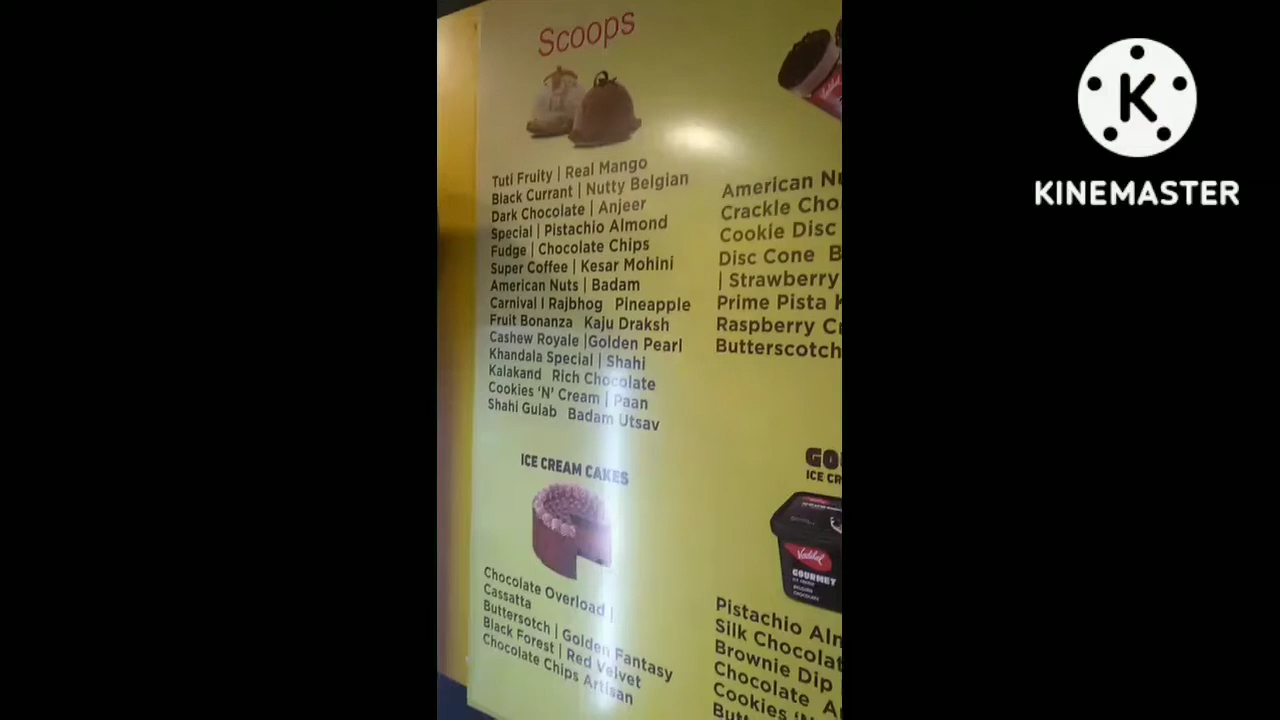 Scoops
Tuti Fruity | Real Mango
Black Currant | Nutty Belgian
Dark Chocolate | Anjeer
Special | Pistachio Almond
Fudge | Chocolate Chips
Super Coffee | Kesar Mohini
American Nuts | Badam
Carnival I Rajbhog Pineapple
Fruit Bonanza Kaju Draksh
Cashew Royale |Golden Pearl
Khandala Special | Shahi
Kalakand Rich Chocolate
Cookies 'N' Cream | Paan
Shahi Gulab Badam Utsav
ICE CREAM CAKES
Chocolate Overload |
Cassatta
Buttersotch | Golden Fantasy
Black Forest | Red Velvet
Chocolate Chips Artisan
American Nu
Crackle Cho
Cookie Disc
Disc Cone B
| Strawberry
Prime Pista K
Raspberry Cr
Butterscotch
GO
ICE CR
Vadilal
GOURMET
Pistachio Alm
Silk Chocolat
Brownie Dip
Chocolate A
Cookies 'N
Butt
K
KINEMASTER